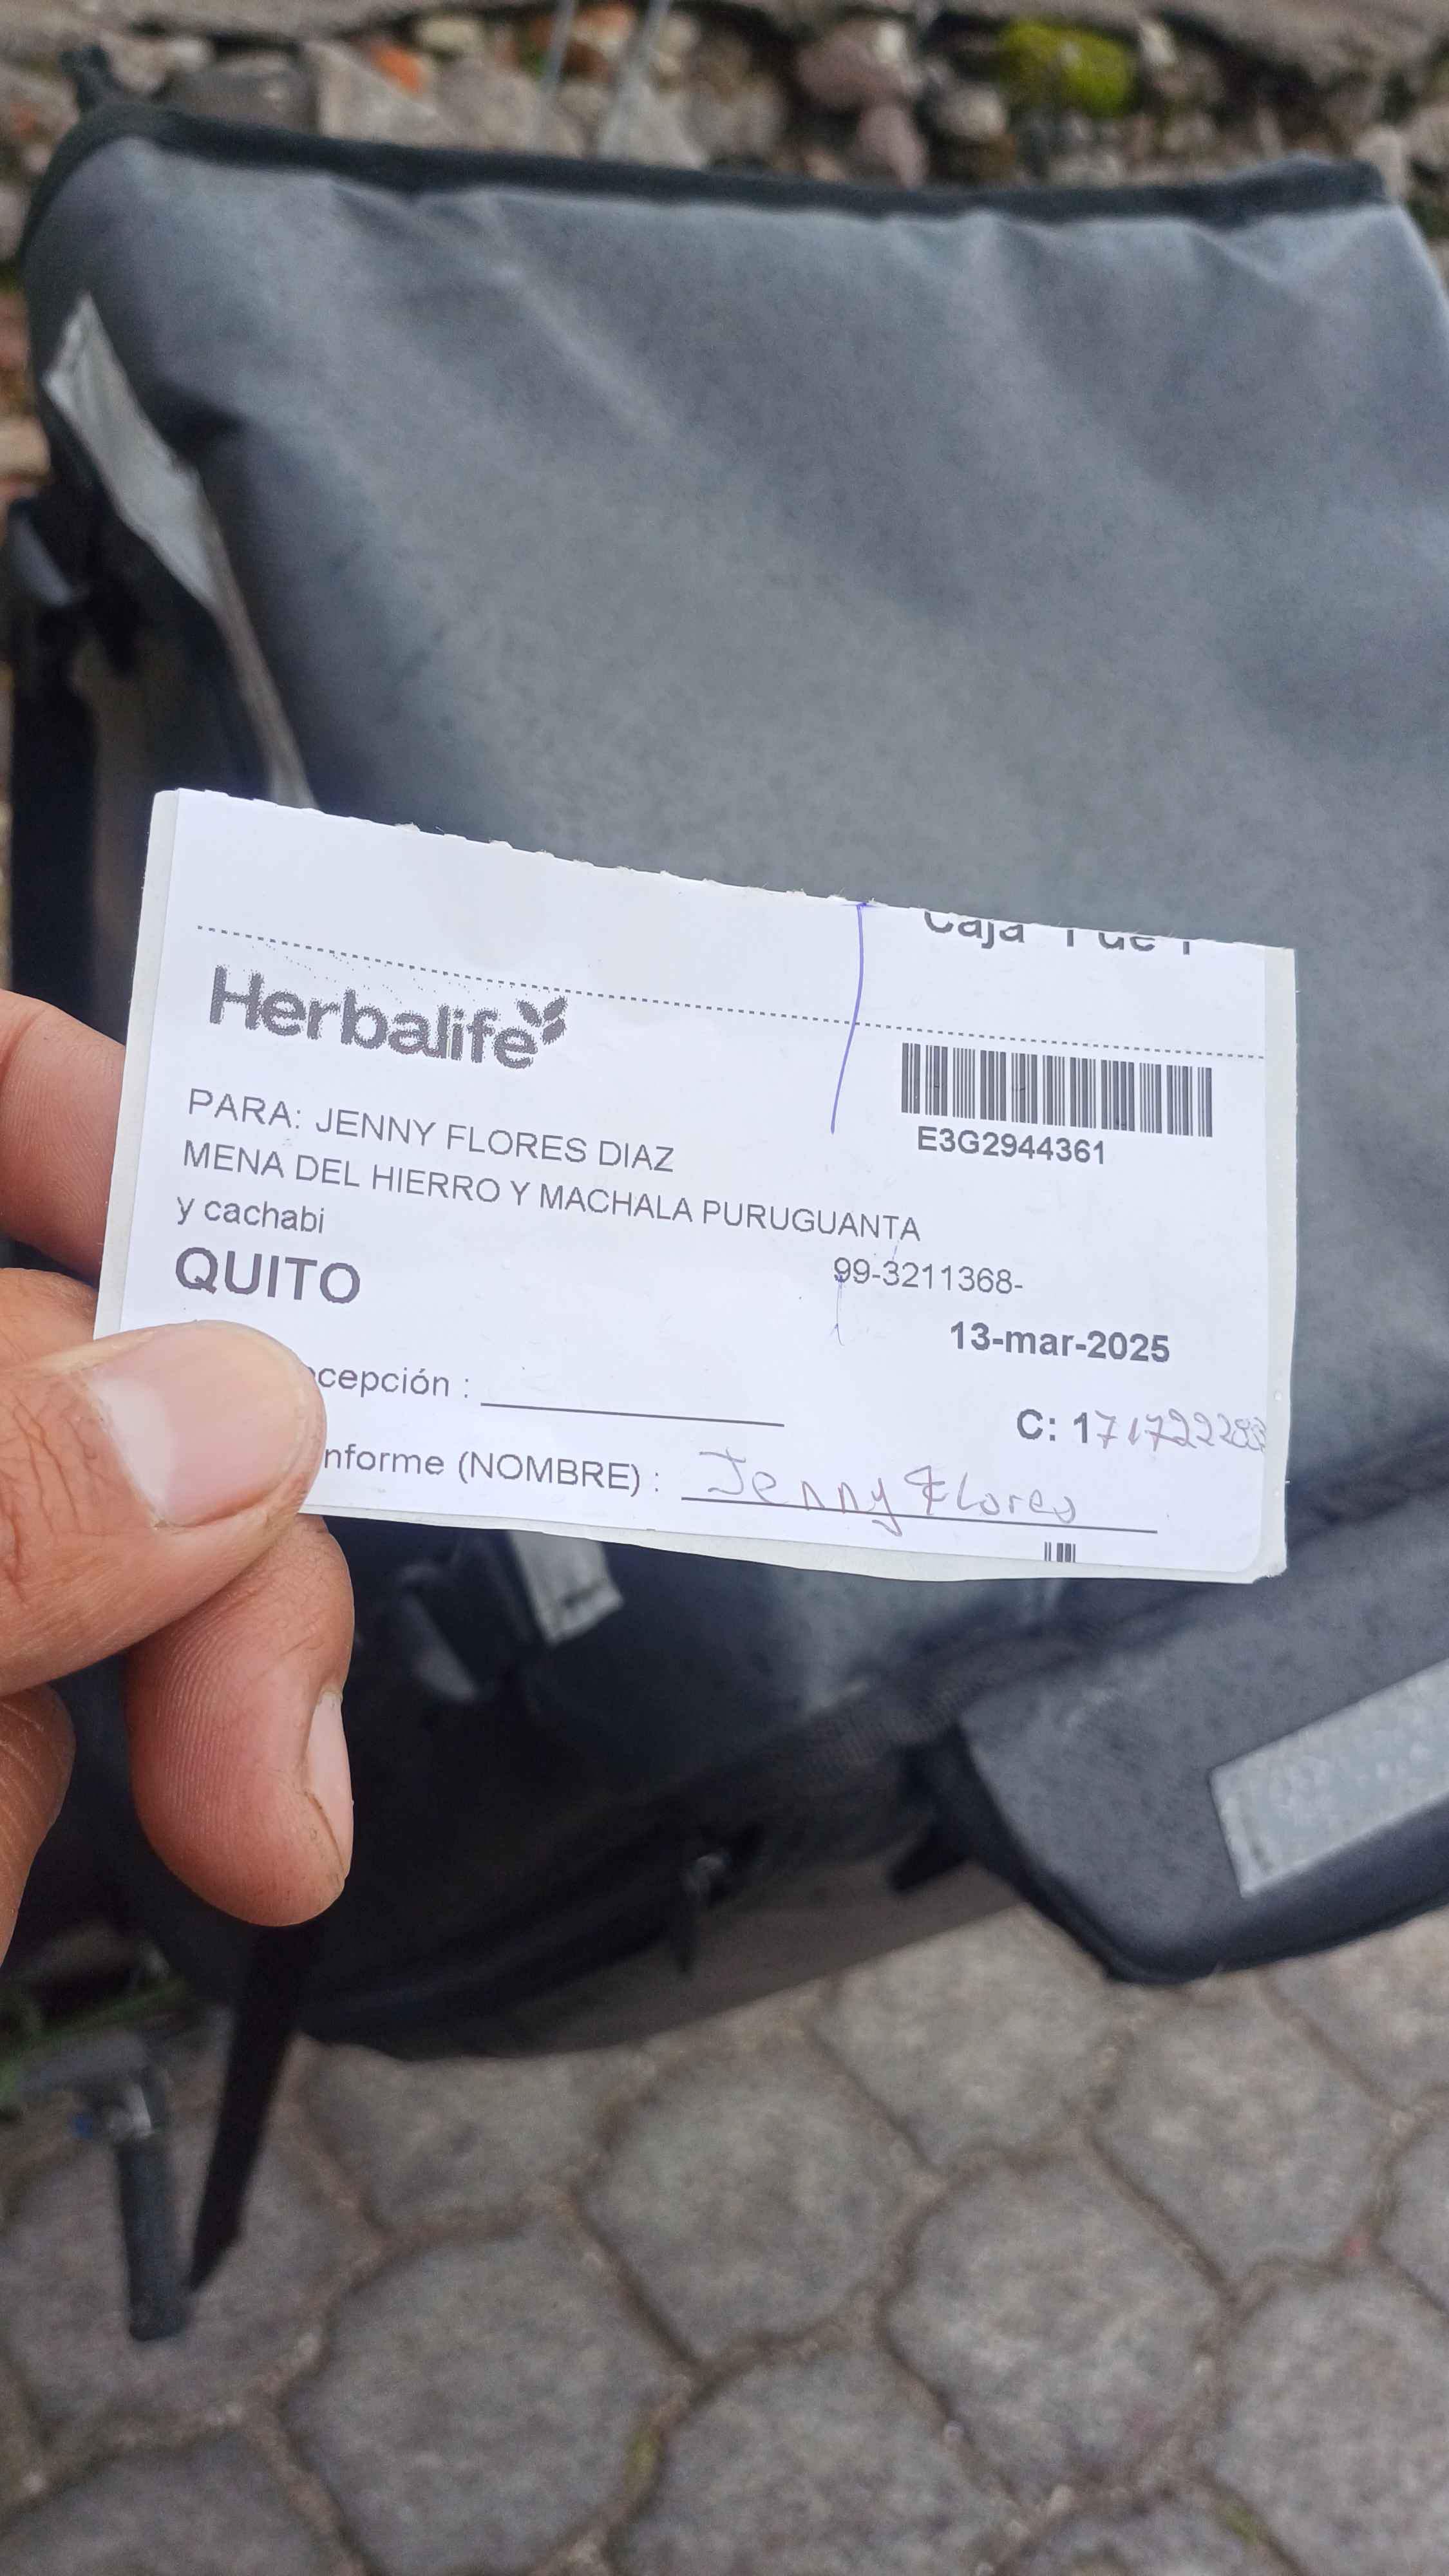 Caja 1 de 1
Herbalife
E3G2944361
PARA: JENNY FLORES DIAZ
MENA DEL HIERRO Y MACHALA PURUGUANTA
y cachabi
99-3211368-
QUITO
13-mar-2025
cepción :
C:
nforme (NOMBRE) : Jenny Flores